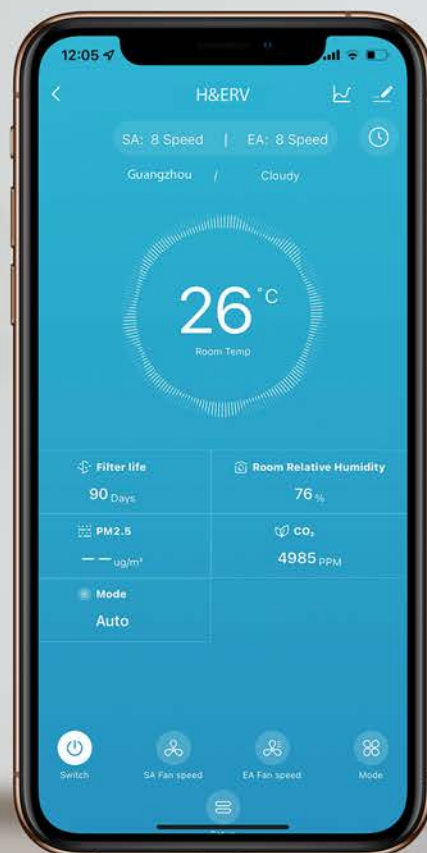 12:05
H&ERV
SA: 8 Speed | EA: 8 Speed
Guangzhou / Cloudy
26°C
Room Temp
Filter life
90 Days
Room Relative Humidity
76 %
PM2.5
-- ug/m³
CO₂
4985 PPM
Mode
Auto
Switch
SA Fan speed
EA Fan speed
Mode